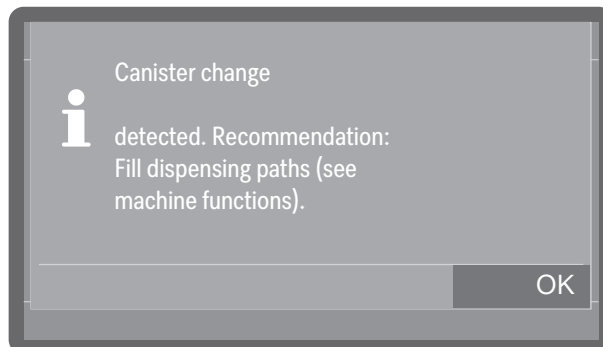 Canister change
detected. Recommendation:
Fill dispensing paths (see
machine functions).
OK